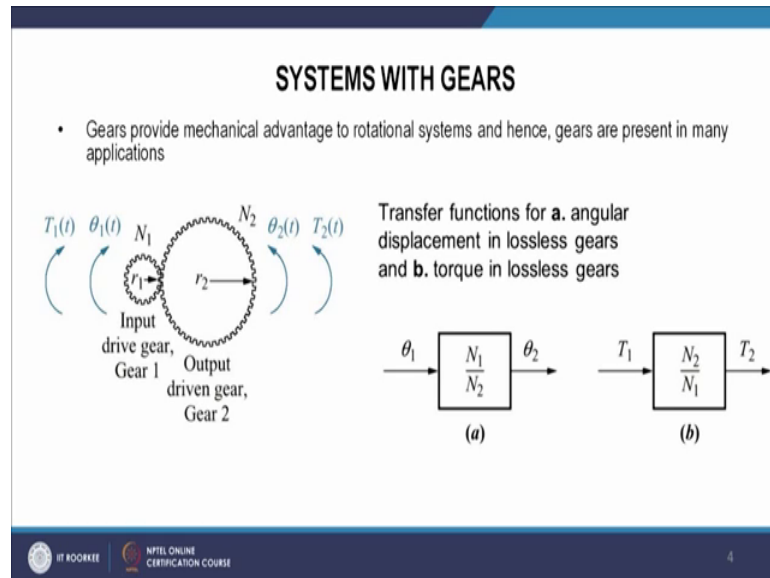 SYSTEMS WITH GEARS
• Gears provide mechanical advantage to rotational systems and hence, gears are present in many
applications
T₁(t) θ₁(t) N₁ N₂ θ₂(t) T₂(t)
r₁ r₂
Input
drive gear,
Gear 1
Output
driven gear,
Gear 2
Transfer functions for a. angular
displacement in lossless gears
and b. torque in lossless gears
θ₁ N₁/N₂ θ₂
(a)
T₁ N₂/N₁ T₂
(b)
IIT ROORKEE
NPTEL ONLINE
CERTIFICATION COURSE
4